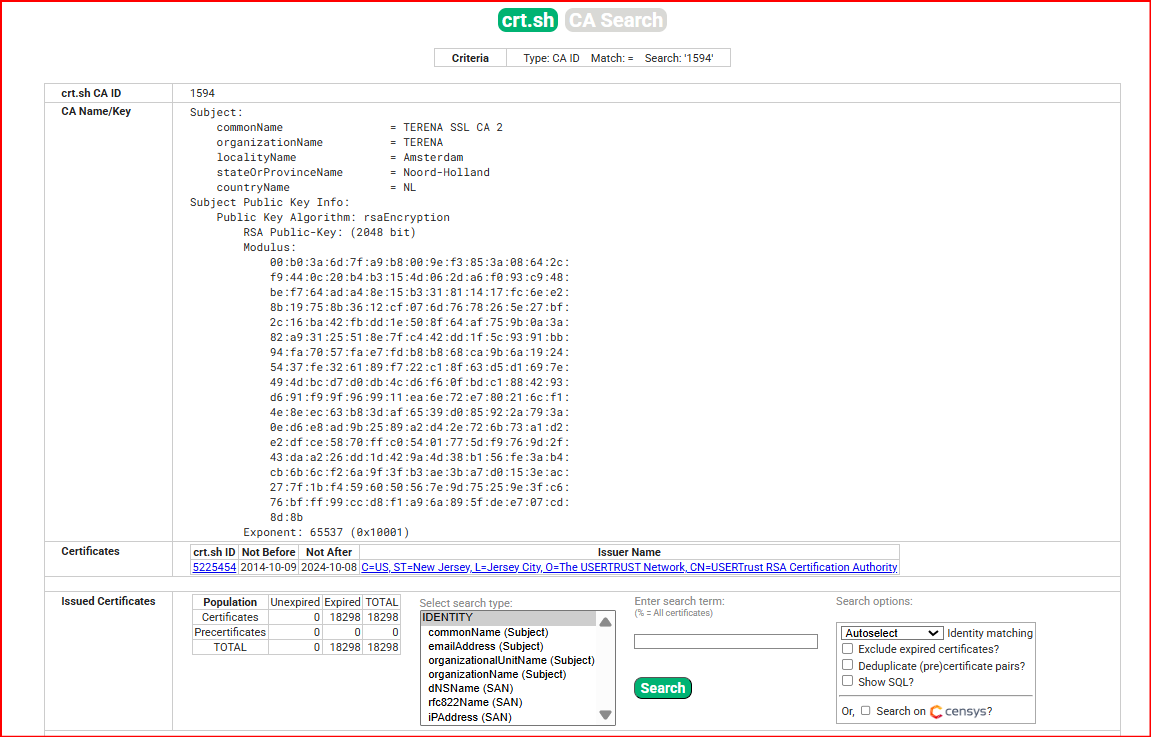 crt.sh CA Search
Criteria Type: CA ID Match: = Search: '1594'
crt.sh CA ID 1594
CA Name/Key Subject:
commonName = TERENA SSL CA 2
organizationName = TERENA
localityName = Amsterdam
stateOrProvinceName = Noord-Holland
countryName = NL
Subject Public Key Info:
Public Key Algorithm: rsaEncryption
RSA Public-Key: (2048 bit)
Modulus:
00:b0:3a:6d:7f:a9:b8:00:9e:f3:85:3a:08:64:2c:
f9:44:0c:20:b4:b3:15:4d:06:2d:a6:f0:93:c9:48:
be:f7:64:ad:a4:8e:15:b3:31:81:14:17:fc:6e:e2:
8b:19:75:8b:36:12:cf:07:6d:76:78:26:5e:27:bf:
2c:16:ba:42:fb:dd:1e:50:8f:64:af:75:9b:0a:3a:
82:a9:31:25:51:8e:7f:c4:42:dd:1f:5c:93:91:bb:
94:fa:70:57:fa:e7:fd:b8:b8:68:ca:9b:6a:19:24:
54:37:fe:32:61:89:f7:22:c1:8f:63:d5:d1:69:7e:
49:4d:bc:d7:d0:db:4c:d6:f6:0f:bd:c1:88:42:93:
d6:91:f9:9f:96:99:11:ea:6e:72:e7:80:21:6c:f1:
4e:8e:ec:63:b8:3d:af:65:39:d0:85:92:2a:79:3a:
0e:d6:e8:ad:9b:25:89:a2:d4:2e:72:6b:73:a1:d2:
e2:df:ce:58:70:ff:c0:54:01:77:5d:f9:76:9d:2f:
43:da:a2:26:dd:1d:42:9a:4d:38:b1:56:fe:3a:b4:
cb:6b:6c:f2:6a:9f:3f:b3:ae:3b:a7:d0:15:3e:ac:
27:7f:1b:f4:59:60:50:56:7e:9d:75:25:9e:3f:c6:
76:bf:ff:99:cc:d8:f1:a9:6a:89:5f:de:e7:07:cd:
8d:8b
Exponent: 65537 (0x10001)
Certificates crt.sh ID Not Before Not After Issuer Name
5225454 2014-10-09 2024-10-08 C=US, ST=New Jersey, L=Jersey City, O=The USERTRUST Network, CN=USERTrust RSA Certification Authority
Issued Certificates
Population Unexpired Expired TOTAL
Certificates 0 18298 18298
Precertificates 0 0 0
TOTAL 0 18298 18298
Select search type:
IDENTITY
commonName (Subject)
emailAddress (Subject)
organizationalUnitName (Subject)
organizationName (Subject)
dNSName (SAN)
rfc822Name (SAN)
iPAddress (SAN)
Enter search term:
(% = All certificates)
Search
Search options:
Autoselect Identity matching
Exclude expired certificates?
Deduplicate (pre)certificate pairs?
Show SQL?
Or, Search on censys?